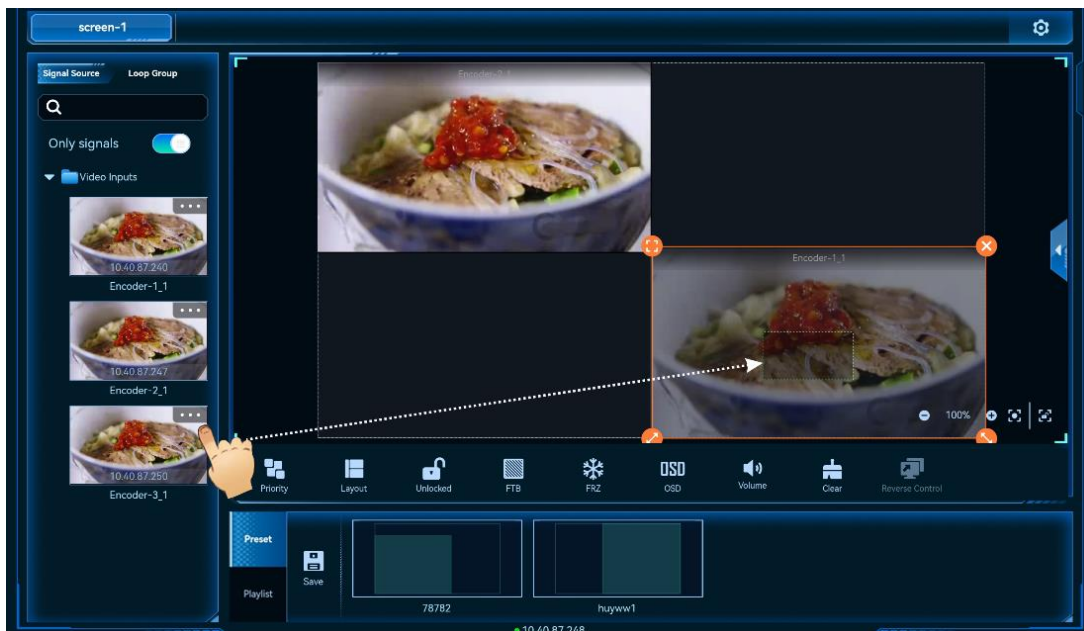 screen-1
Signal Source Loop Group
Only signals
Video Inputs
10.40.87.240
Encoder-1_1
10.40.87.247
Encoder-2_1
10.40.87.250
Encoder-3_1
Encoder-2_1
Encoder-1_1
100%
Priority Layout Unlocked FTB FRZ OSD OSD Volume Clear Reverse Control
Preset
Playlist
Save
78782 huyww1
10.40.87.248